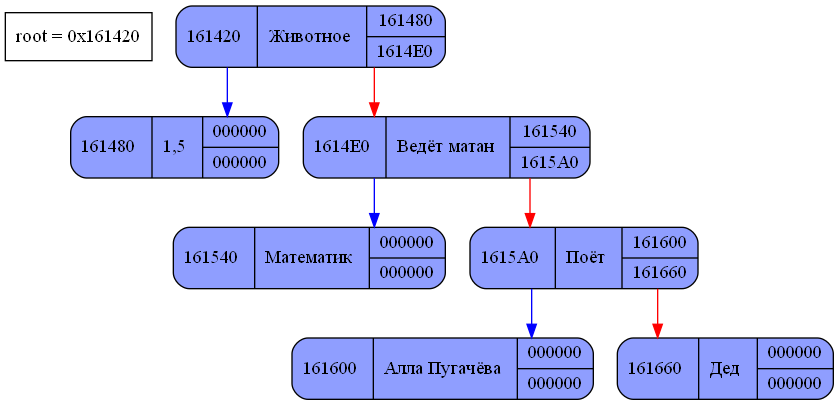 root = 0x161420
161420 Животное 161480
1614E0
161480 1,5 000000
000000
1614E0 Ведёт матан 161540
1615A0
161540 Математик 000000
000000
1615A0 Поёт 161600
161660
161600 Алла Пугачёва 000000
000000
161660 Дед 000000
000000